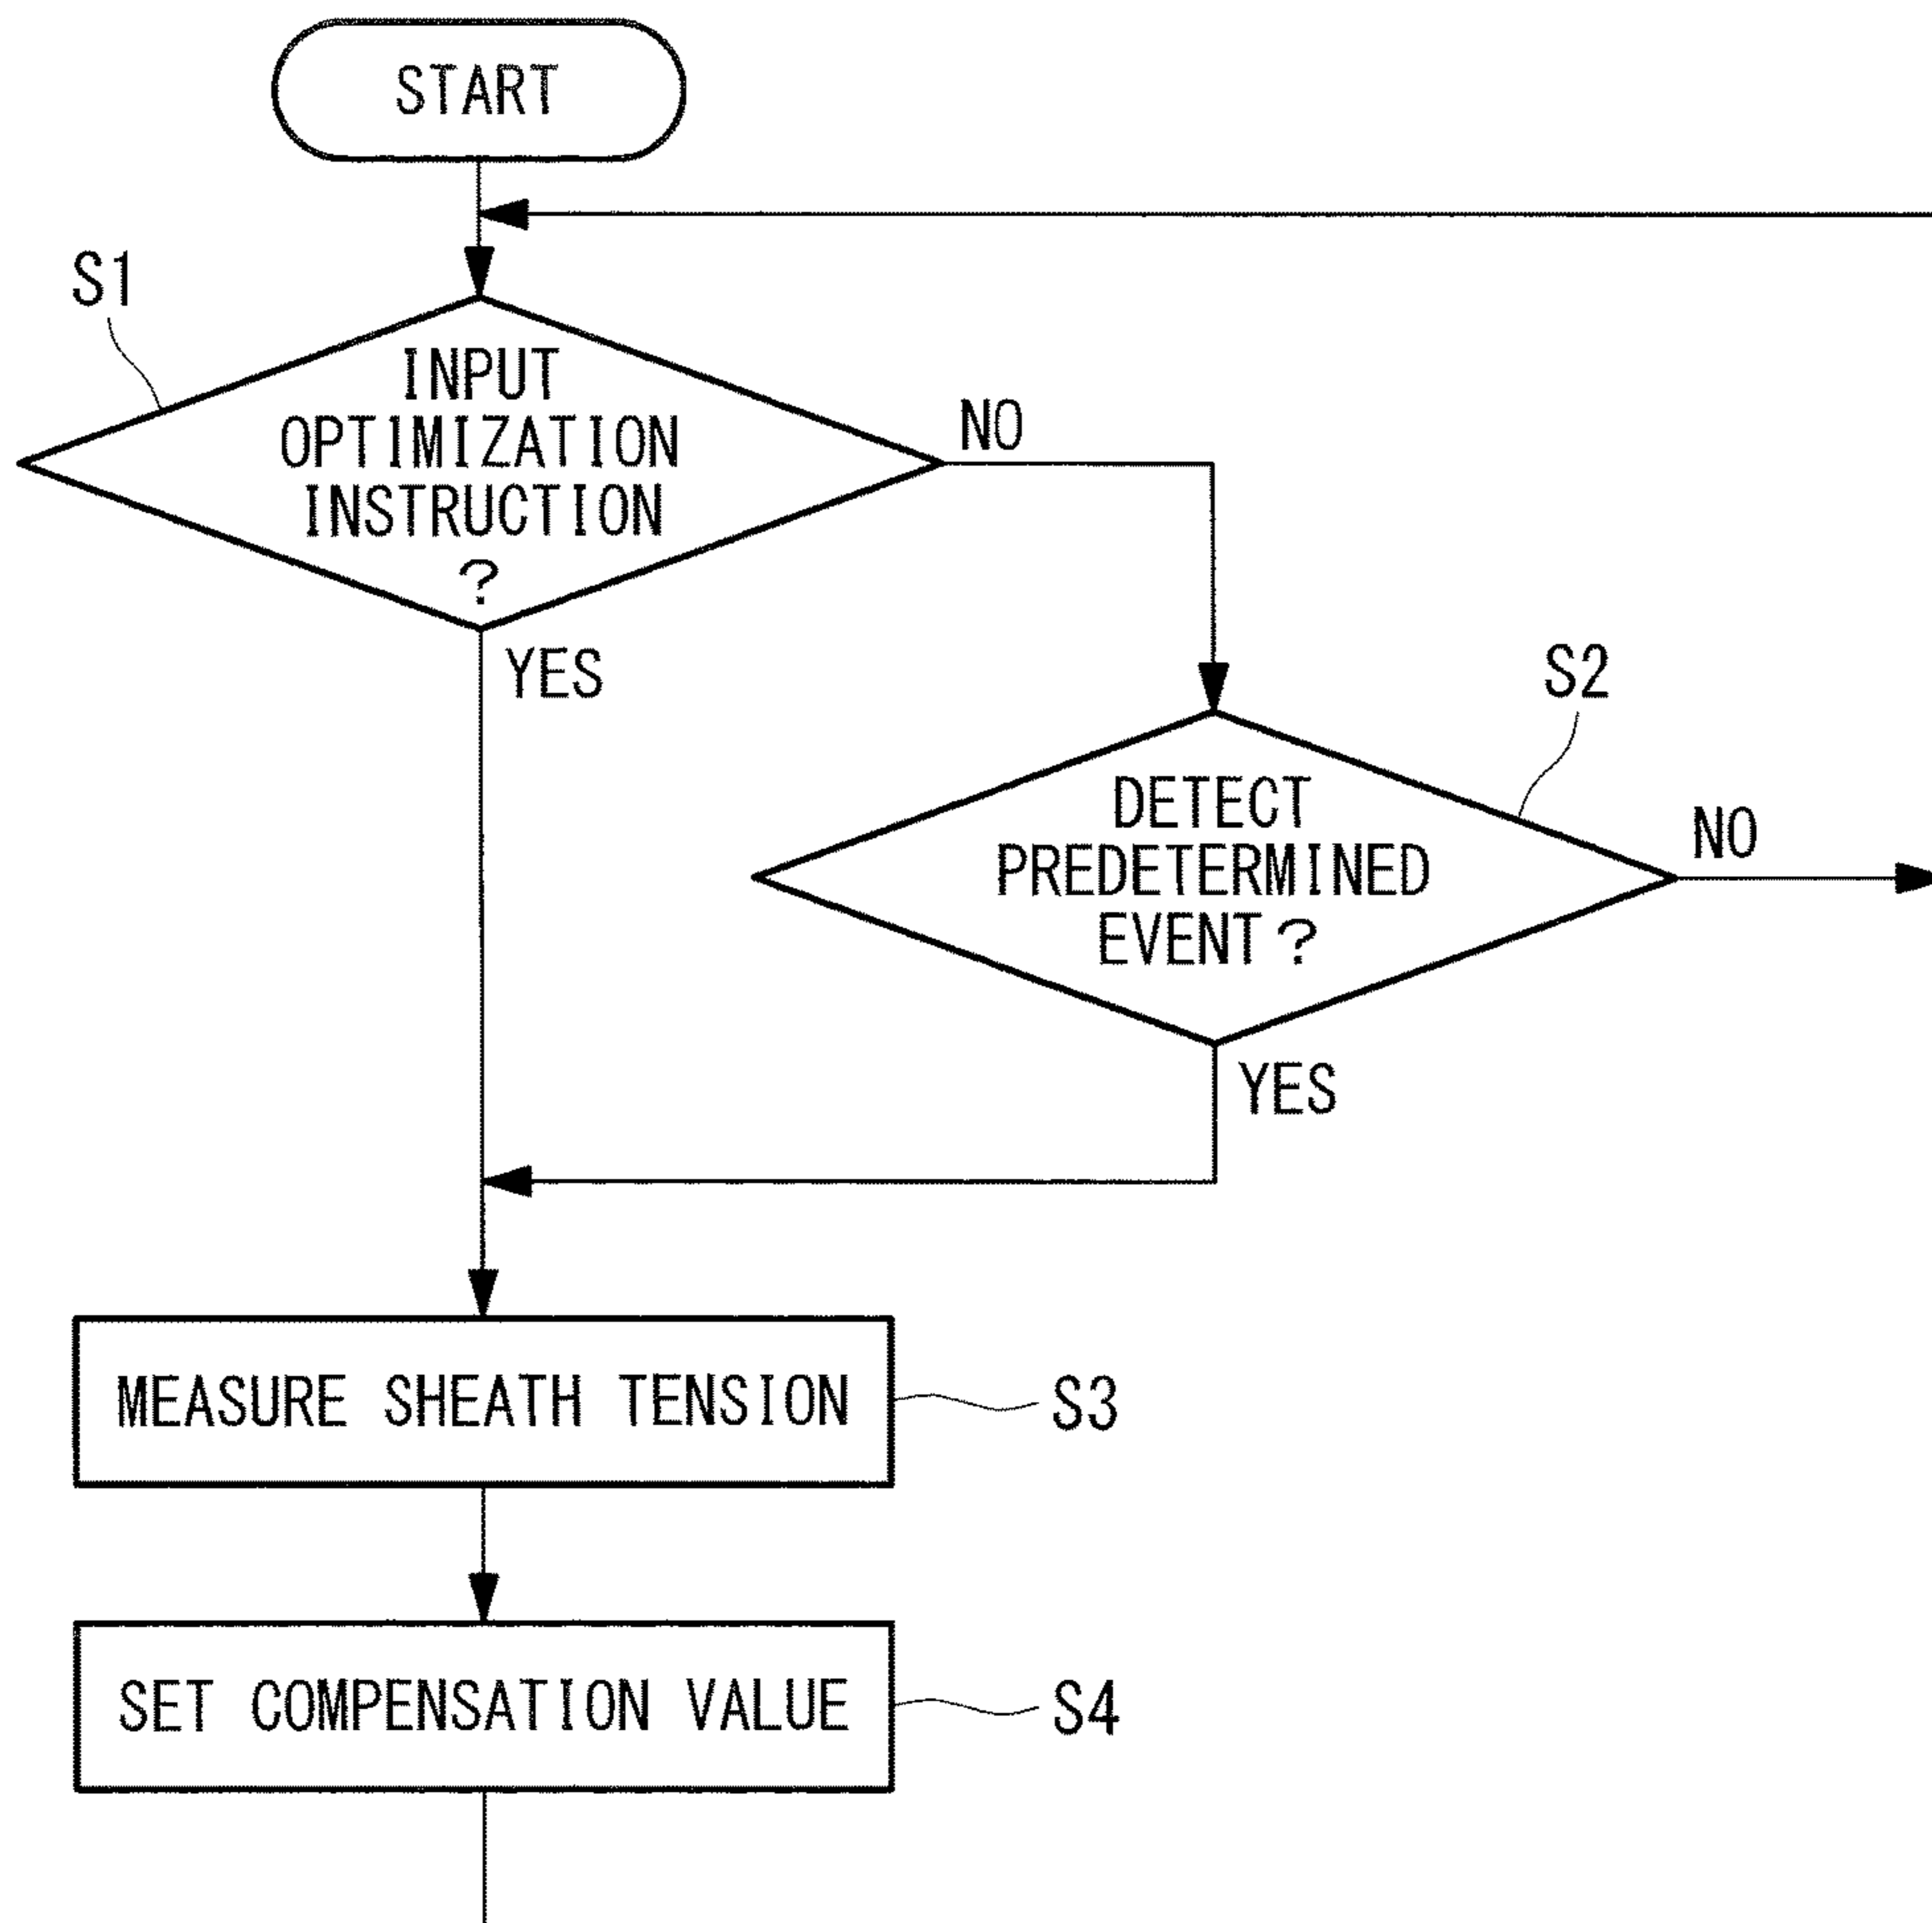 START
S1
INPUT
OPTIMIZATION
INSTRUCTION
?
NO
YES
S2
DETECT
PREDETERMINED
EVENT?
NO
YES
MEASURE SHEATH TENSION
S3
SET COMPENSATION VALUE
S4